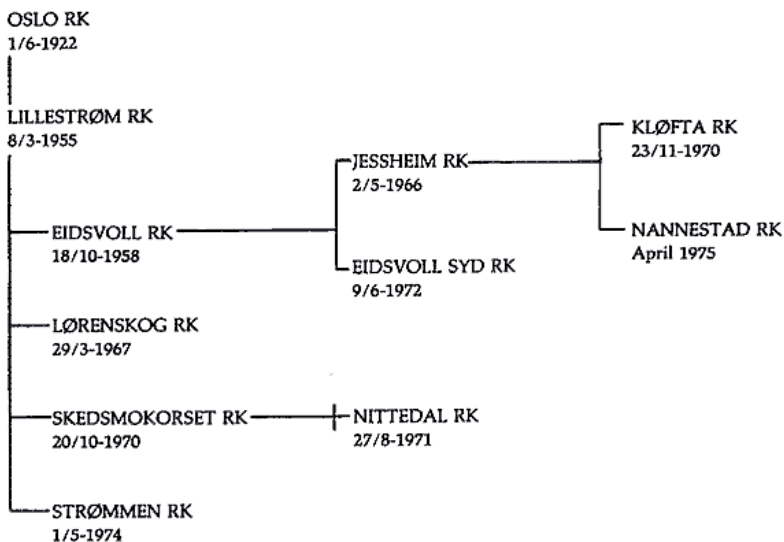 OSLO RK
1/6-1922
LILLESTRØM RK
8/3-1955
EIDSVOLL RK
18/10-1958
JESSHEIM RK
2/5-1966
KLØFTA RK
23/11-1970
NANNESTAD RK
April 1975
EIDSVOLL SYD RK
9/6-1972
LØRENSKOG RK
29/3-1967
SKEDSMOKORSET RK
20/10-1970
NITTEDAL RK
27/8-1971
STRØMMEN RK
1/5-1974